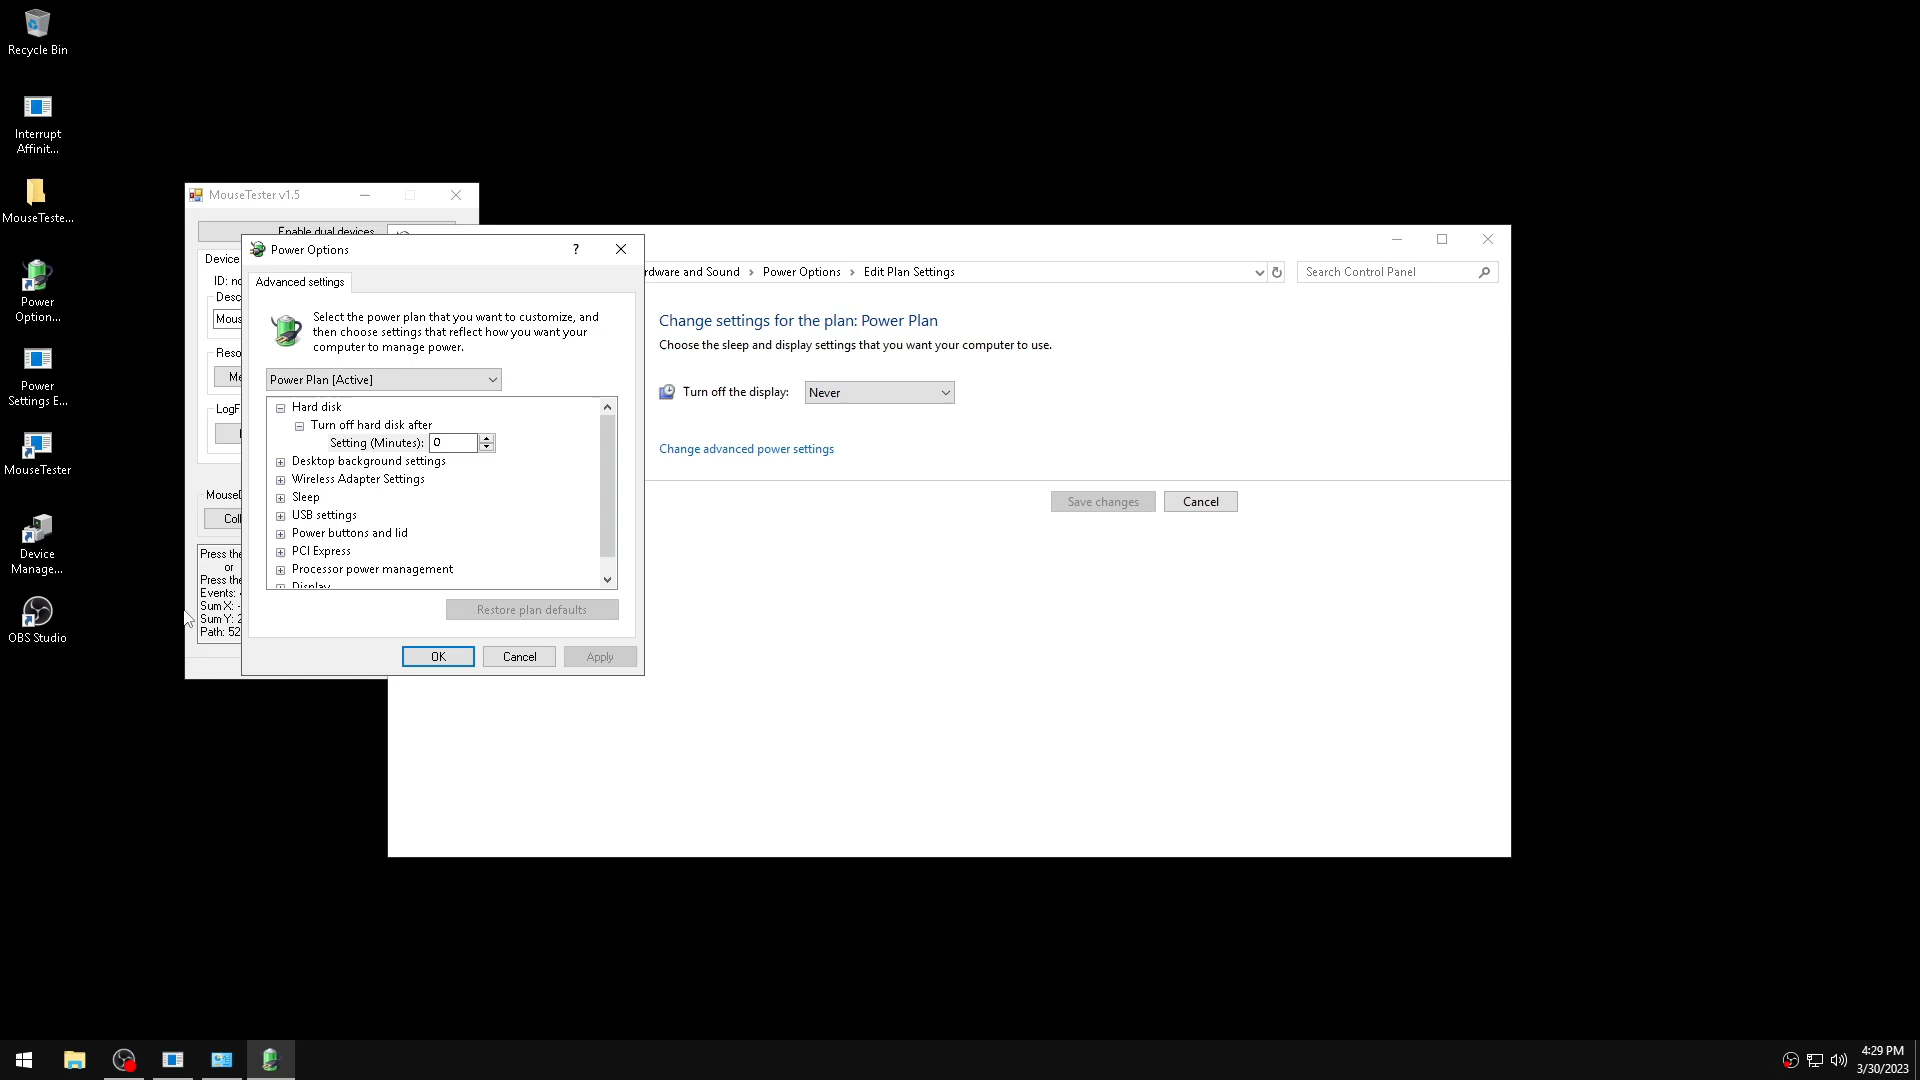 Recycle Bin
Interrupt
Affinit...
MouseTeste...
Power
Option...
Power
Settings E...
MouseTester
Device
Manage...
OBS Studio
MouseTester v1.5
Enable dual devices
Device
ID: no
Desc
Mous
Reso
Me
LogF
MouseD
Coll
Press the
or
Press the
Events:
Sum X: -
Sum Y: 2
Path: 52
Power Options
?
Advanced settings
Select the power plan that you want to customize, and
then choose settings that reflect how you want your
computer to manage power.
Power Plan [Active]
Hard disk
Turn off hard disk after
Setting (Minutes): 0
Desktop background settings
Wireless Adapter Settings
Sleep
USB settings
Power buttons and lid
PCI Express
Processor power management
Display
Restore plan defaults
OK Cancel Apply
rdware and Sound > Power Options > Edit Plan Settings
Search Control Panel
Change settings for the plan: Power Plan
Choose the sleep and display settings that you want your computer to use.
Turn off the display: Never
Change advanced power settings
Save changes Cancel
4:29 PM
3/30/2023